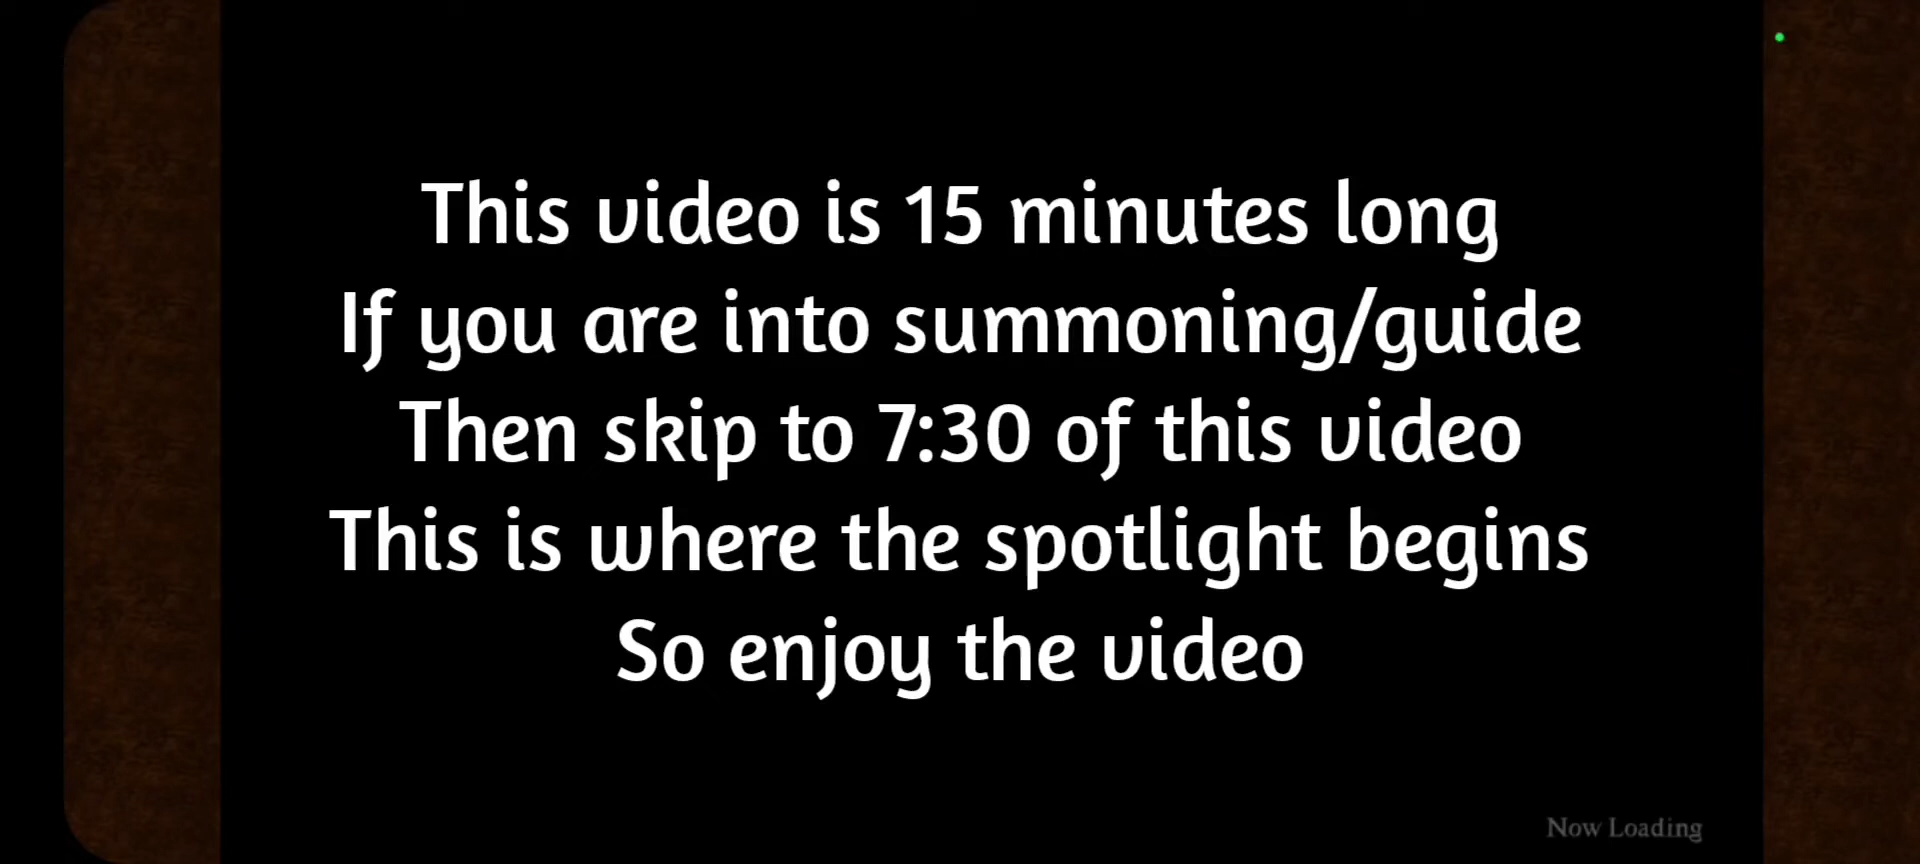 This video is 15 minutes long
If you are into summoning/guide
Then skip to 7:30 of this video
This is where the spotlight begins
So enjoy the video
Now Loading